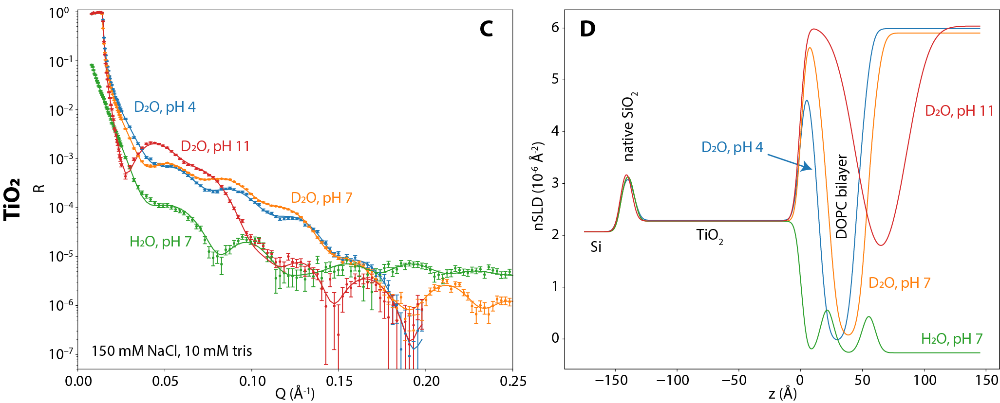 TiO₂
C
R
10⁰
10⁻¹
10⁻²
10⁻³
10⁻⁴
10⁻⁵
10⁻⁶
10⁻⁷
D₂O, pH 4
D₂O, pH 11
D₂O, pH 7
H₂O, pH 7
150 mM NaCl, 10 mM tris
0.00 0.05 0.10 0.15 0.20 0.25
Q (Å⁻¹)
D
nSLD (10⁻⁶ Å⁻²)
6
5
4
3
2
1
0
native SiO₂
D₂O, pH 11
D₂O, pH 4
DOPC bilayer
Si
TiO₂
D₂O, pH 7
H₂O, pH 7
−150 −100 −50 0 50 100 150
z (Å)